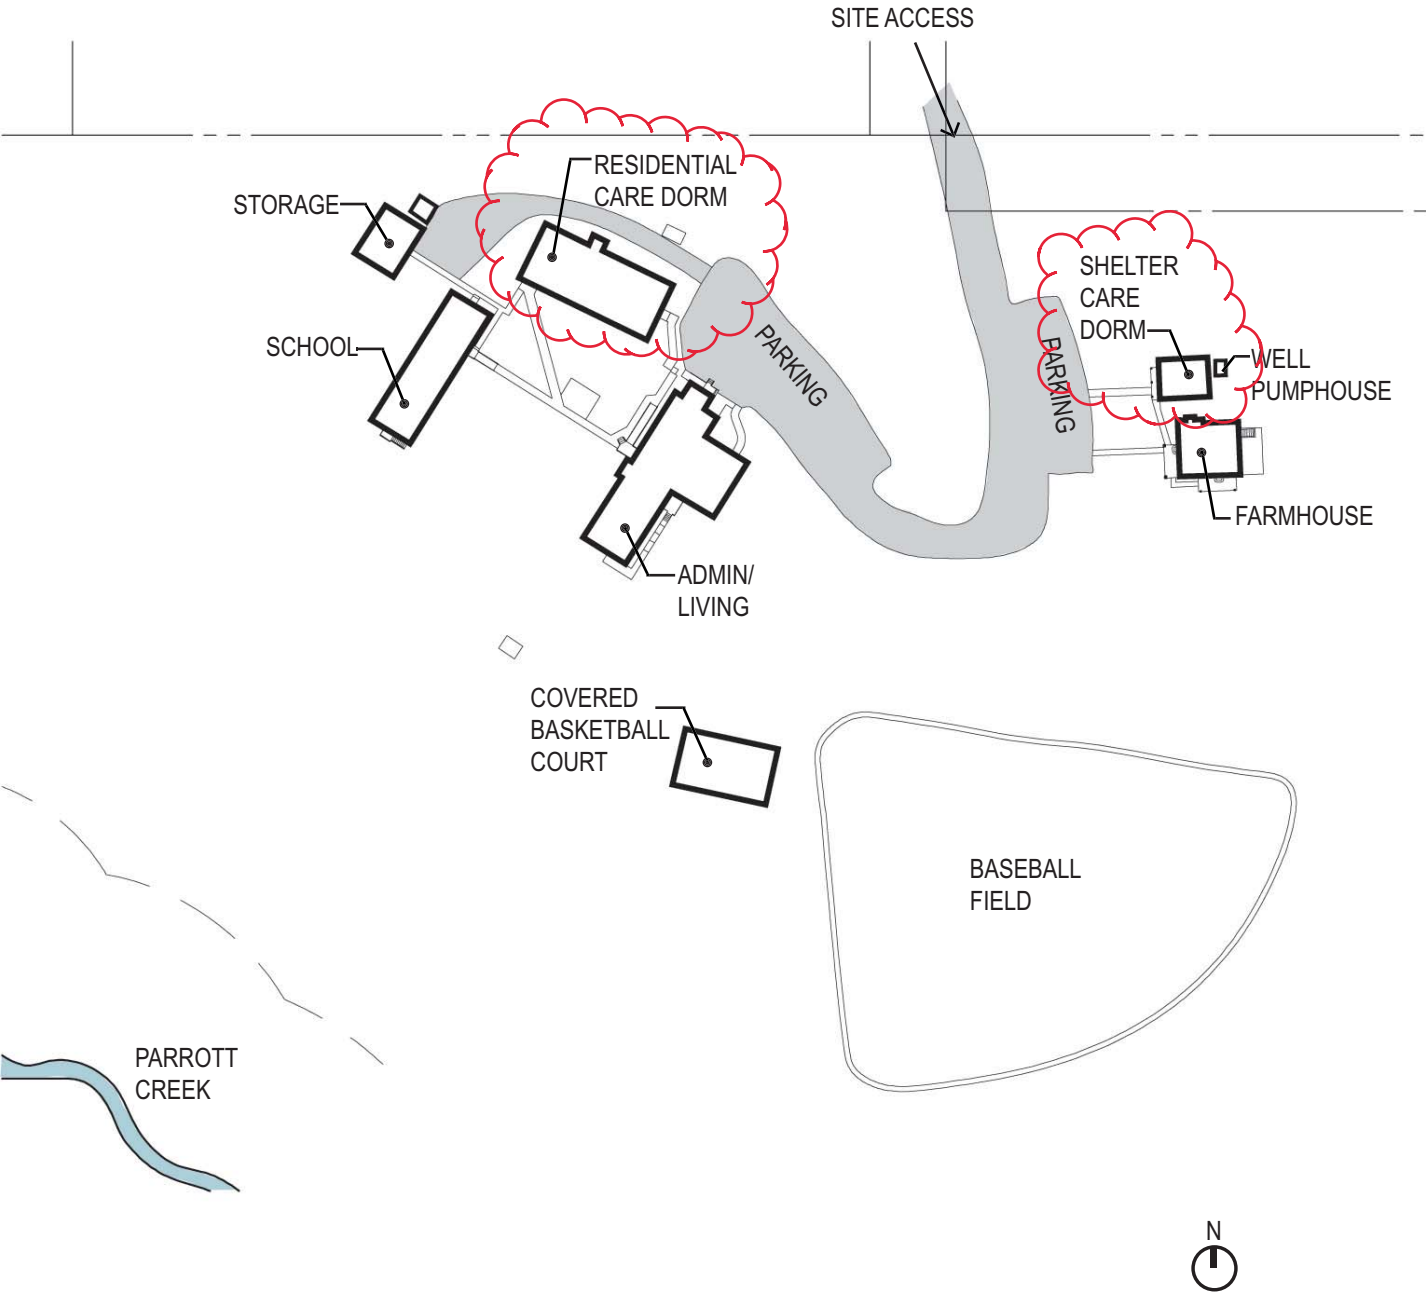 SITE ACCESS
RESIDENTIAL
CARE DORM
STORAGE
SHELTER
CARE
DORM
SCHOOL
PARKING
PARKING
WELL
PUMPHOUSE
FARMHOUSE
ADMIN/
LIVING
COVERED
BASKETBALL
COURT
BASEBALL
FIELD
PARROTT
CREEK
N